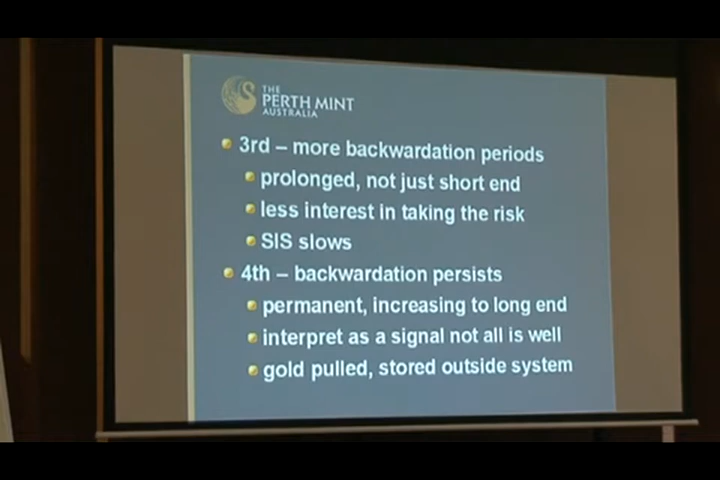 THE
PERTH MINT
AUSTRALIA
3rd – more backwardation periods
prolonged, not just short end
less interest in taking the risk
SIS slows
4th – backwardation persists
permanent, increasing to long end
interpret as a signal not all is well
gold pulled, stored outside system